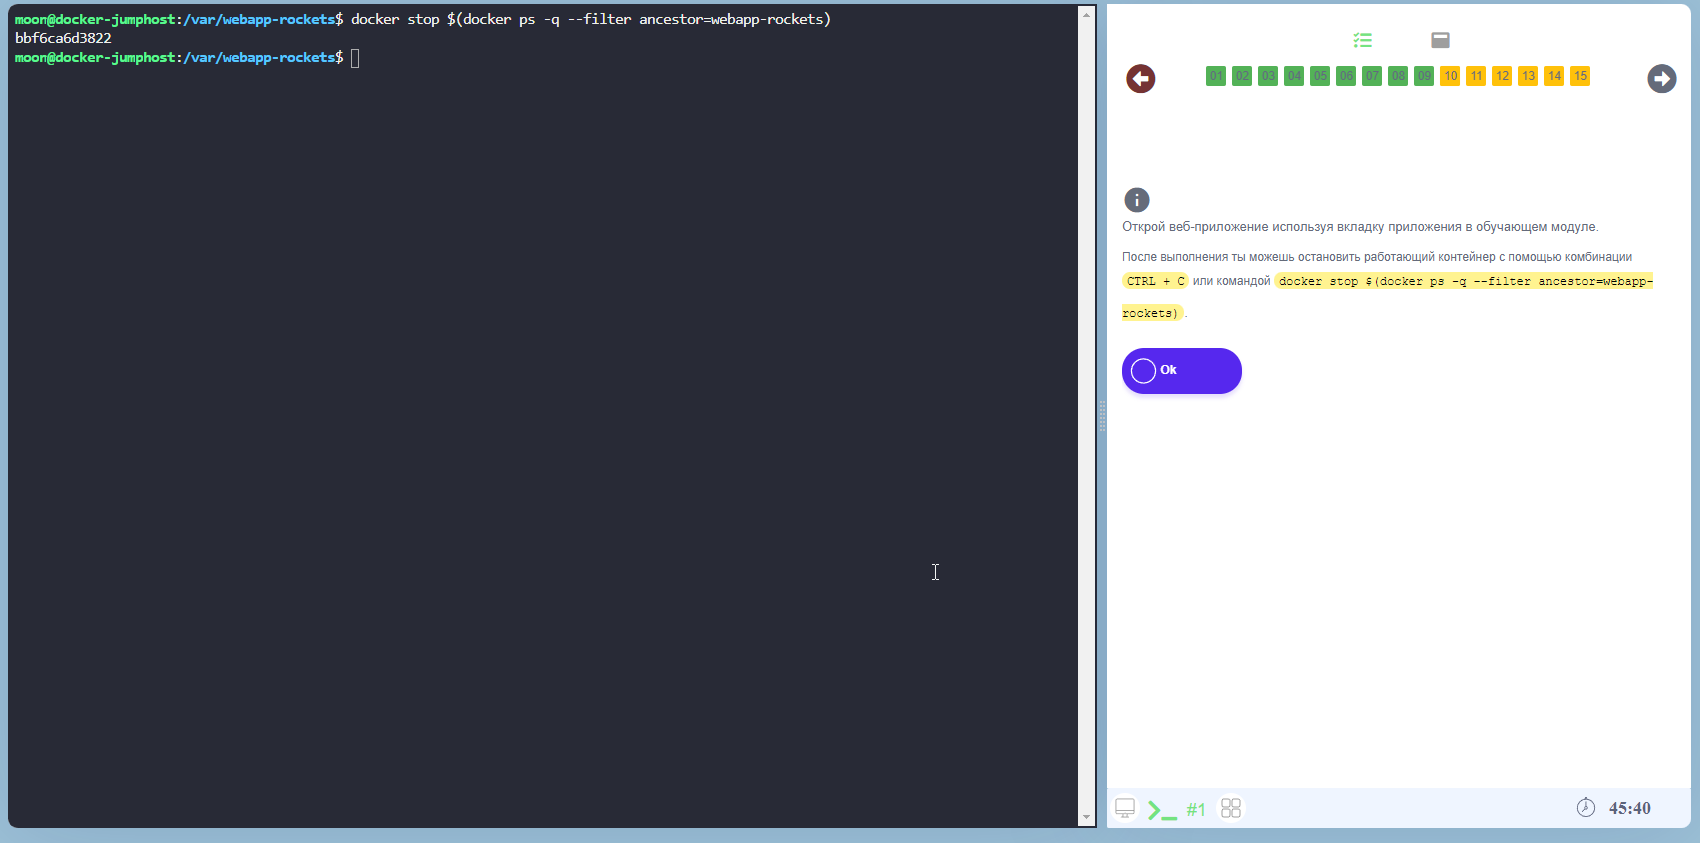 moon@docker-jumphost:/var/webapp-rockets$ docker stop $(docker ps -q --filter ancestor=webapp-rockets)
bbf6ca6d3822
moon@docker-jumphost:/var/webapp-rockets$
01 02 03 04 05 06 07 08 09 10 11 12 13 14 15
Открой веб-приложение используя вкладку приложения в обучающем модуле.
После выполнения ты можешь остановить работающий контейнер с помощью комбинации
CTRL + C или командой docker stop $(docker ps -q --filter ancestor=webapp-
rockets) .
Ok
#1
45:40